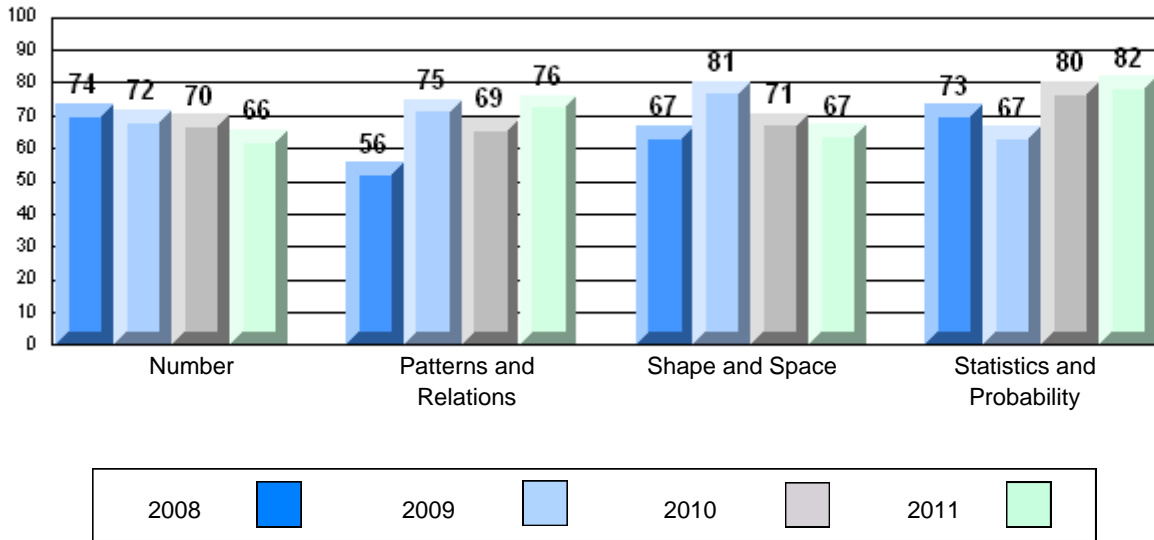 100
90
80
70
60
50
40
30
20
10
0
74 72 70 66
56 75 69 76
67 81 71 67
73 67 80 82
Number
Patterns and
Relations
Shape and Space
Statistics and
Probability
2008 2009 2010 2011